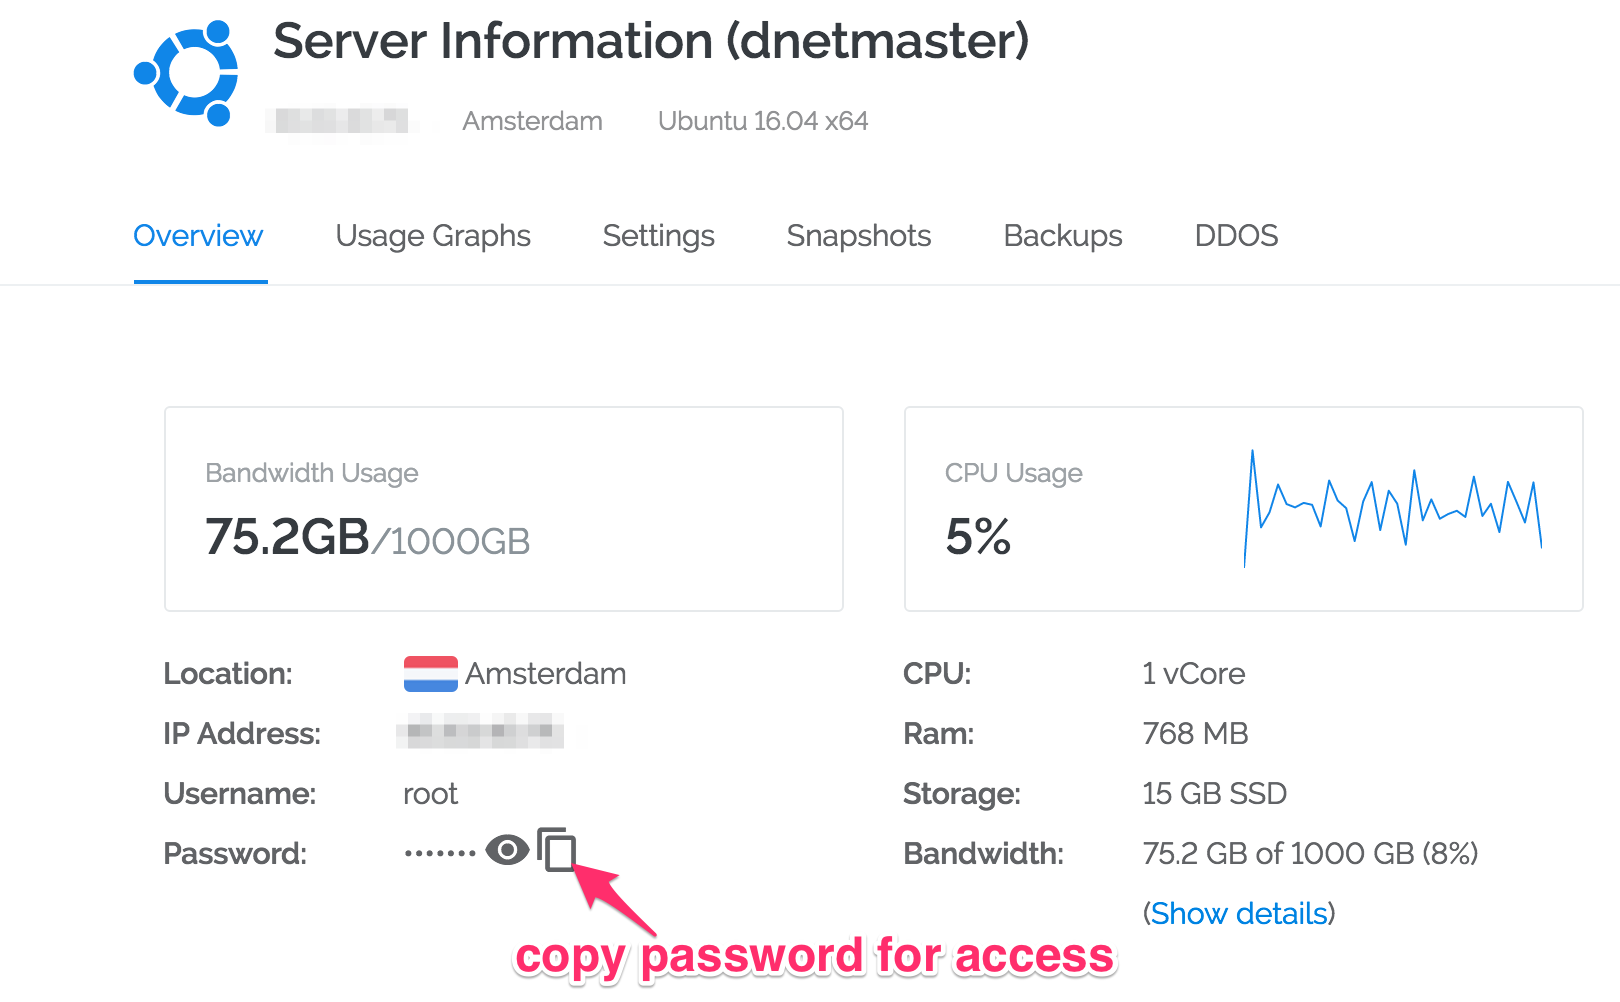 Server Information (dnetmaster)
Amsterdam Ubuntu 16.04 x64
Overview Usage Graphs Settings Snapshots Backups DDOS
Bandwidth Usage
75.2GB/1000GB
CPU Usage
5%
Location: Amsterdam
IP Address:
Username: root
Password: •••••••
CPU: 1 vCore
Ram: 768 MB
Storage: 15 GB SSD
Bandwidth: 75.2 GB of 1000 GB (8%)
(Show details)
copy password for access